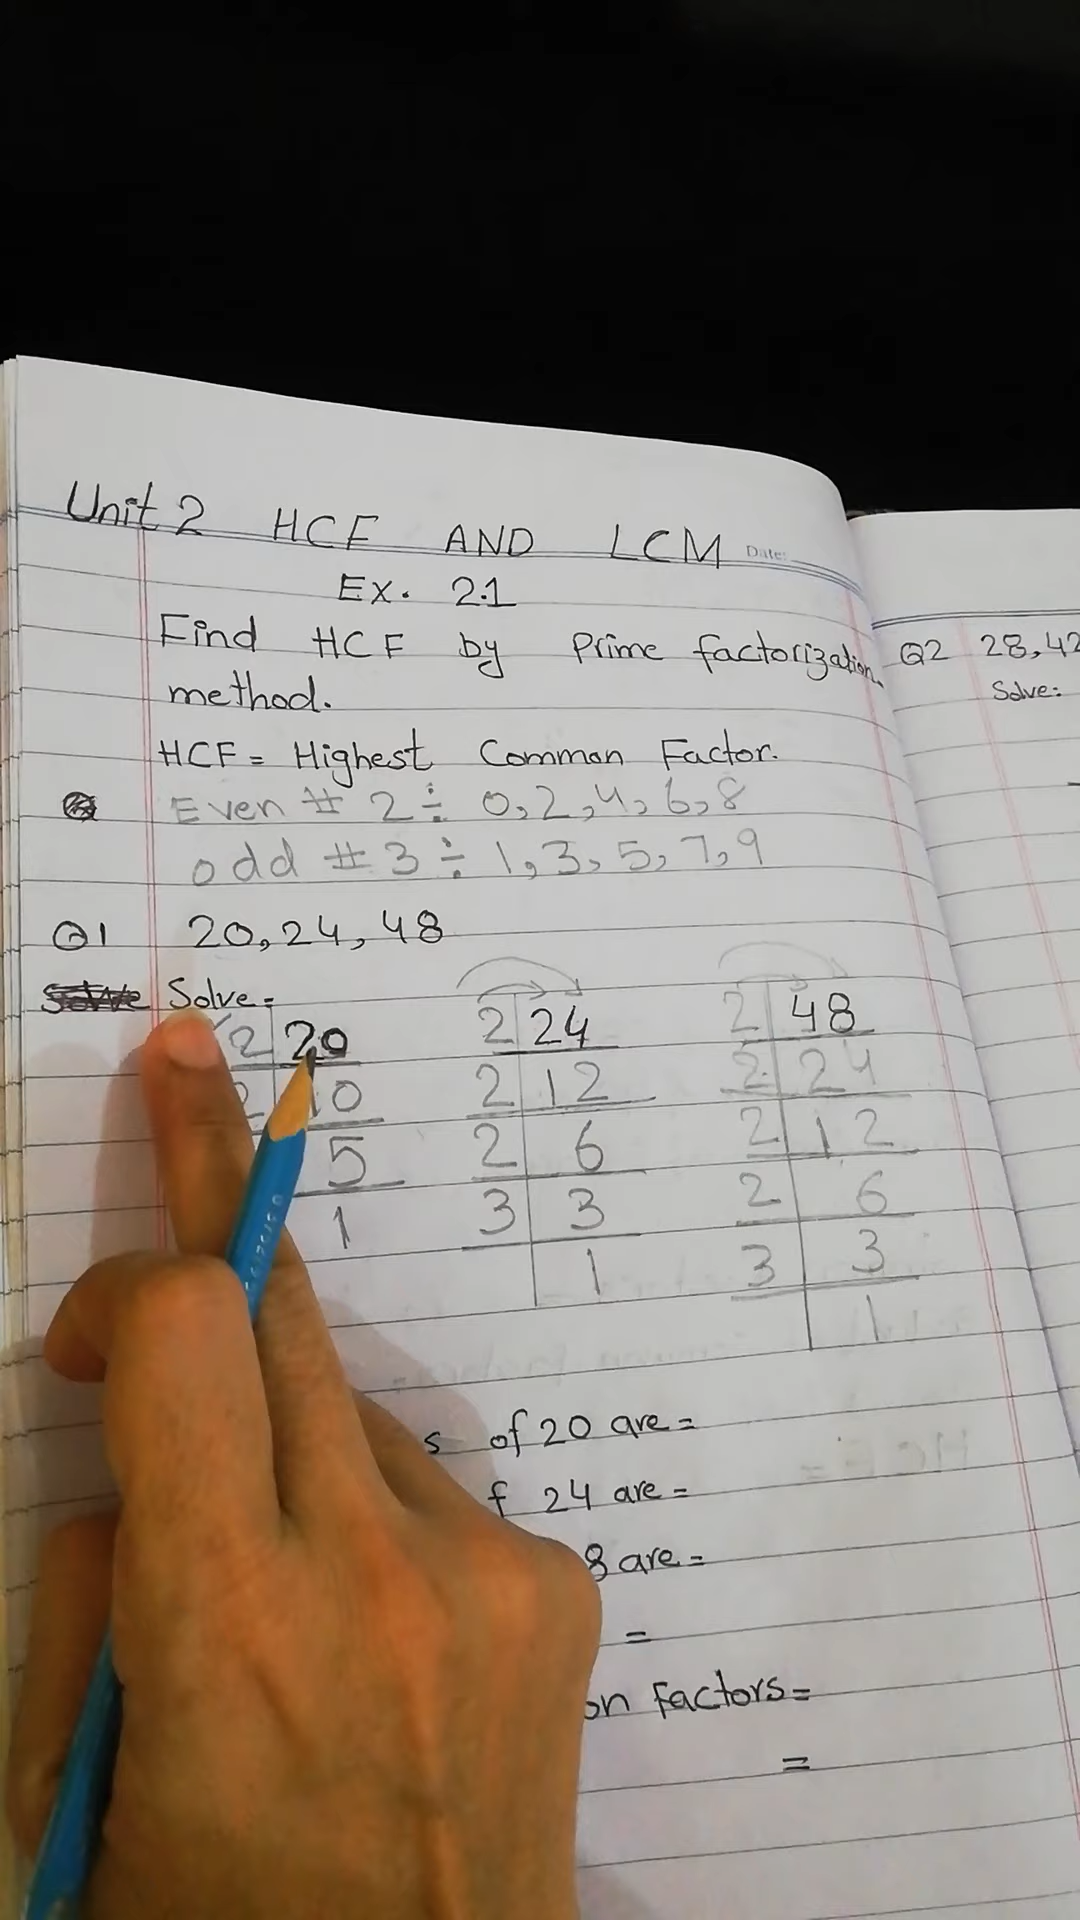 Unit 2 HCF AND LCM Date:
Ex. 2.1
Find HCF by Prime factorization
method.
HCF = Highest Common Factor.
Even # 2 ÷ 0,2,4,6,8
odd # 3 ÷ 1,3,5,7,9
Q1 20,24,48
Solve =
2 20 2 24 2 48
2 10 2 12 2 24
5 2 6 2 12
1 3 3 2 6
1 3 3
1
s of 20 are =
f 24 are =
8 are =
=
on Factors =
=
Q2 28,42
Solve: